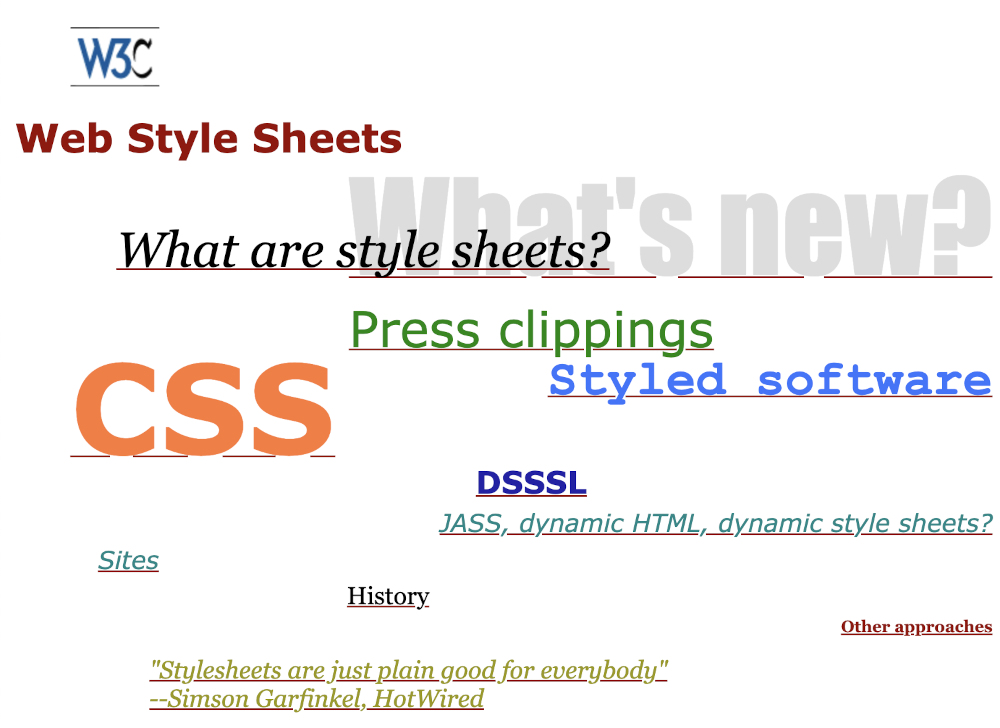 W3C
Web Style Sheets
What's new?
What are style sheets?
Press clippings
CSS
Styled software
DSSSL
JASS, dynamic HTML, dynamic style sheets?
Sites
History
Other approaches
"Stylesheets are just plain good for everybody"
--Simson Garfinkel, HotWired